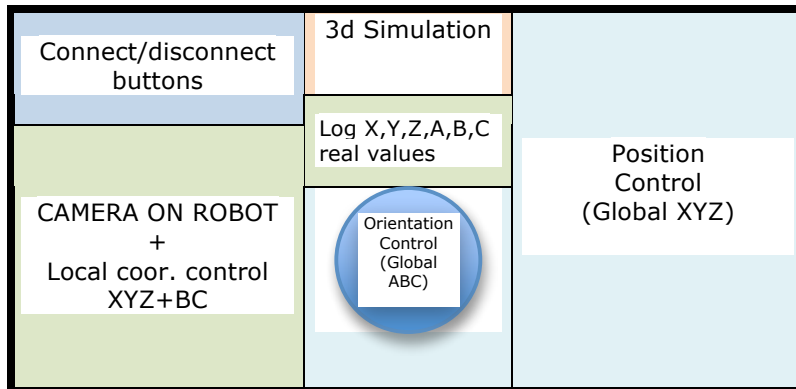 Connect/disconnect
buttons
3d Simulation
Log X,Y,Z,A,B,C
real values
Position
Control
(Global XYZ)
CAMERA ON ROBOT
+
Local coor. control
XYZ+BC
Orientation
Control
(Global
ABC)